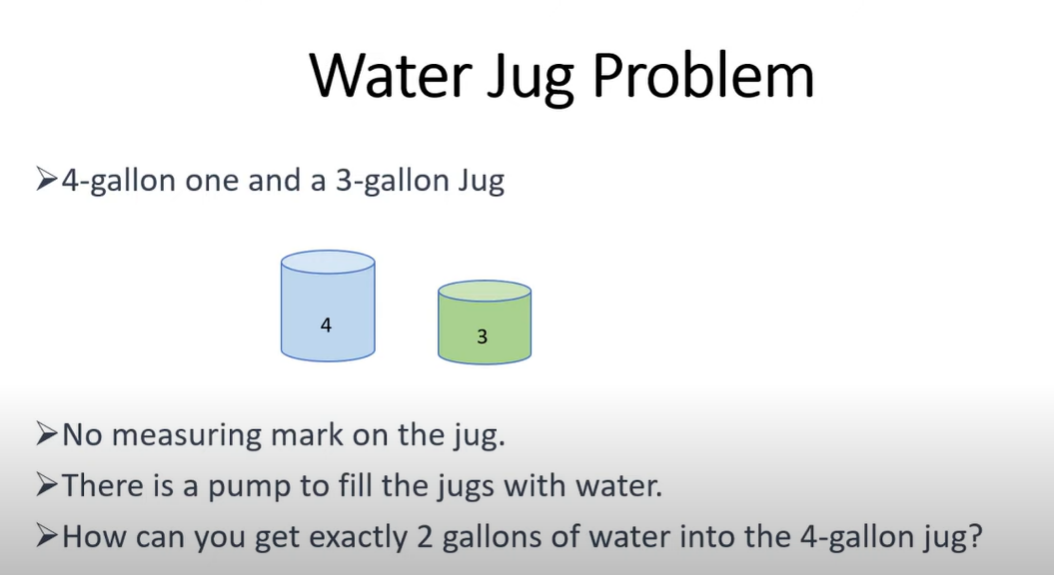 Water Jug Problem
➢4-gallon one and a 3-gallon Jug
4
3
➢No measuring mark on the jug.
➢There is a pump to fill the jugs with water.
➢How can you get exactly 2 gallons of water into the 4-gallon jug?